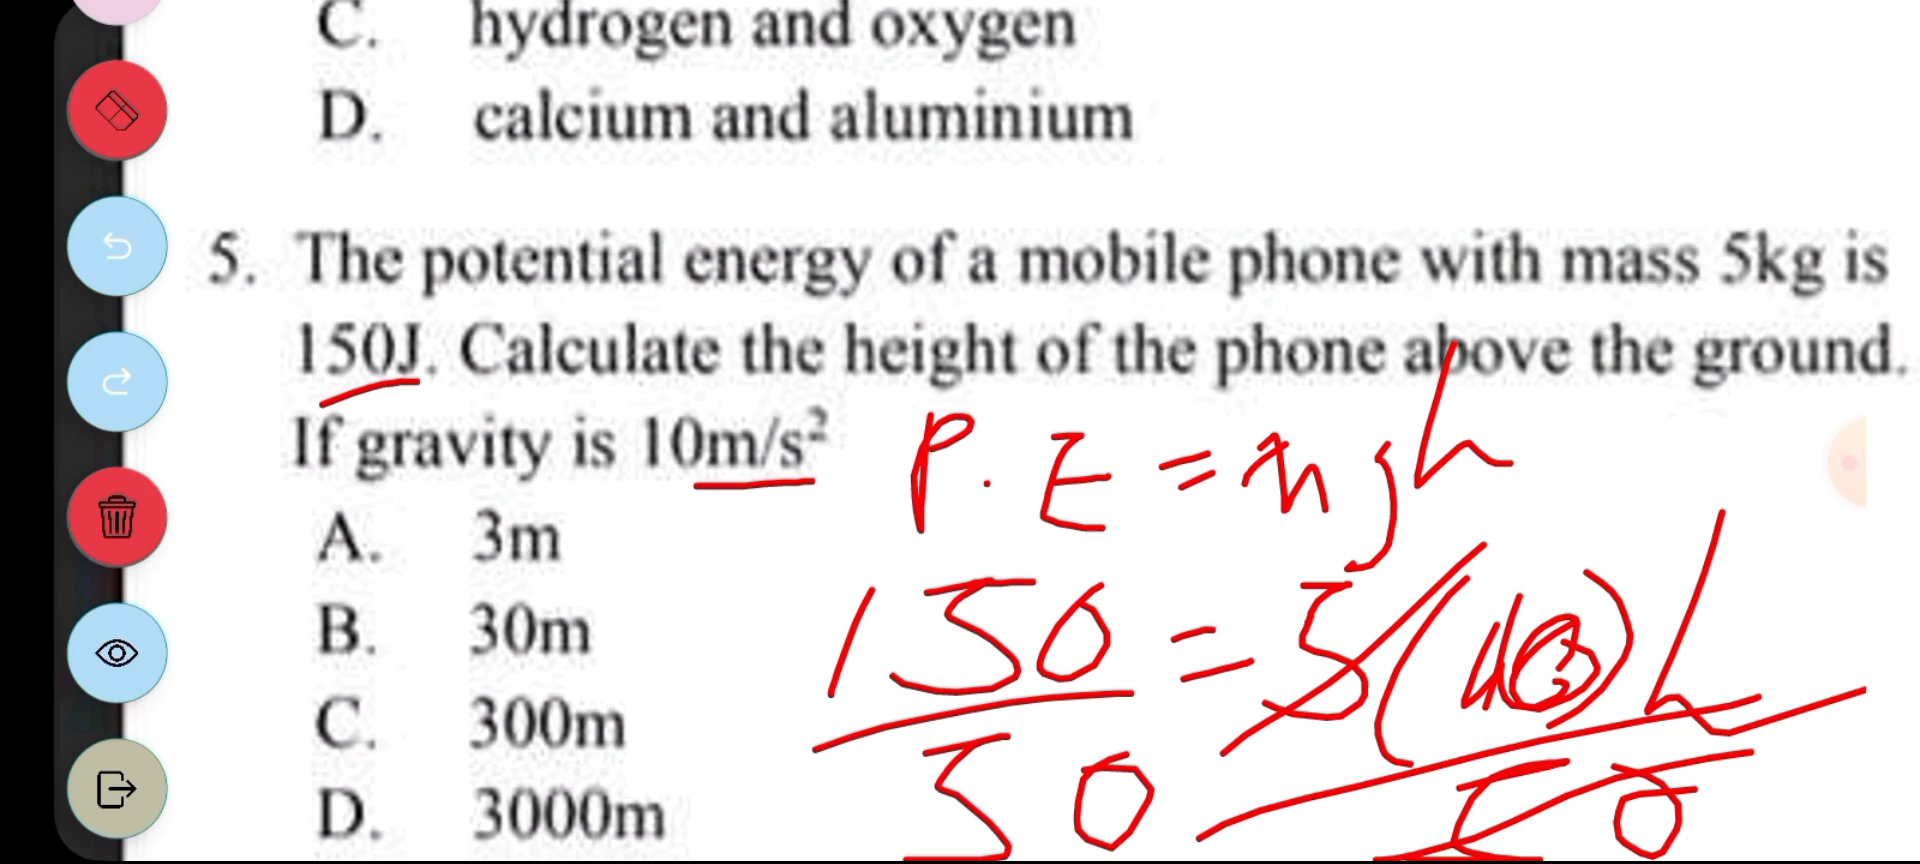 C. hydrogen and oxygen
D. calcium and aluminium
5. The potential energy of a mobile phone with mass 5kg is
150J. Calculate the height of the phone above the ground.
If gravity is 10m/s²
P.E = mgh
A. 3m
150 = 5(10)h
B. 30m
C. 300m
50 50
D. 3000m